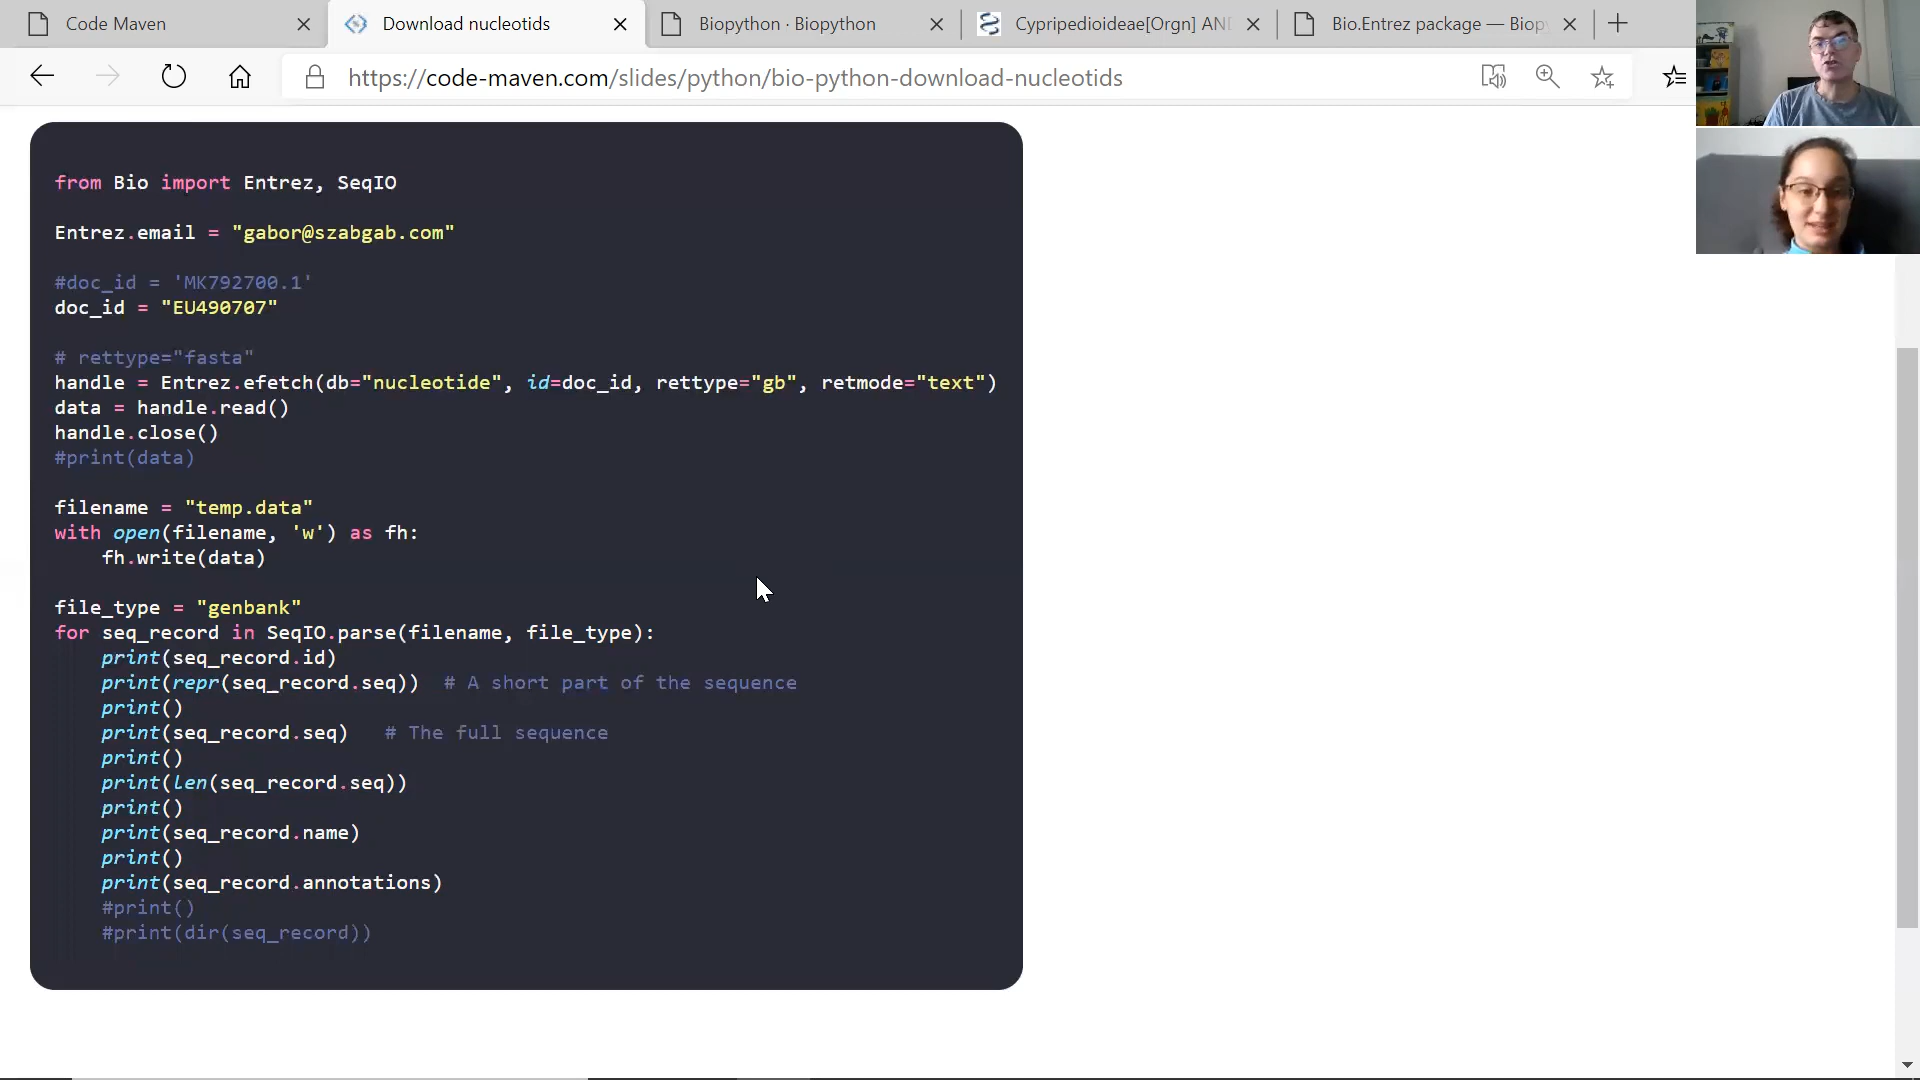 Code Maven
Download nucleotids
Biopython · Biopython
Cypripedioideae[Orgn] AN
Bio.Entrez package — Biopy
https://code-maven.com/slides/python/bio-python-download-nucleotids
from Bio import Entrez, SeqIO
Entrez.email = "gabor@szabgab.com"
#doc_id = 'MK792700.1'
doc_id = "EU490707"
# rettype="fasta"
handle = Entrez.efetch(db="nucleotide", id=doc_id, rettype="gb", retmode="text")
data = handle.read()
handle.close()
#print(data)
filename = "temp.data"
with open(filename, 'w') as fh:
    fh.write(data)
file_type = "genbank"
for seq_record in SeqIO.parse(filename, file_type):
    print(seq_record.id)
    print(repr(seq_record.seq))  # A short part of the sequence
    print()
    print(seq_record.seq)   # The full sequence
    print()
    print(len(seq_record.seq))
    print()
    print(seq_record.name)
    print()
    print(seq_record.annotations)
    #print()
    #print(dir(seq_record))